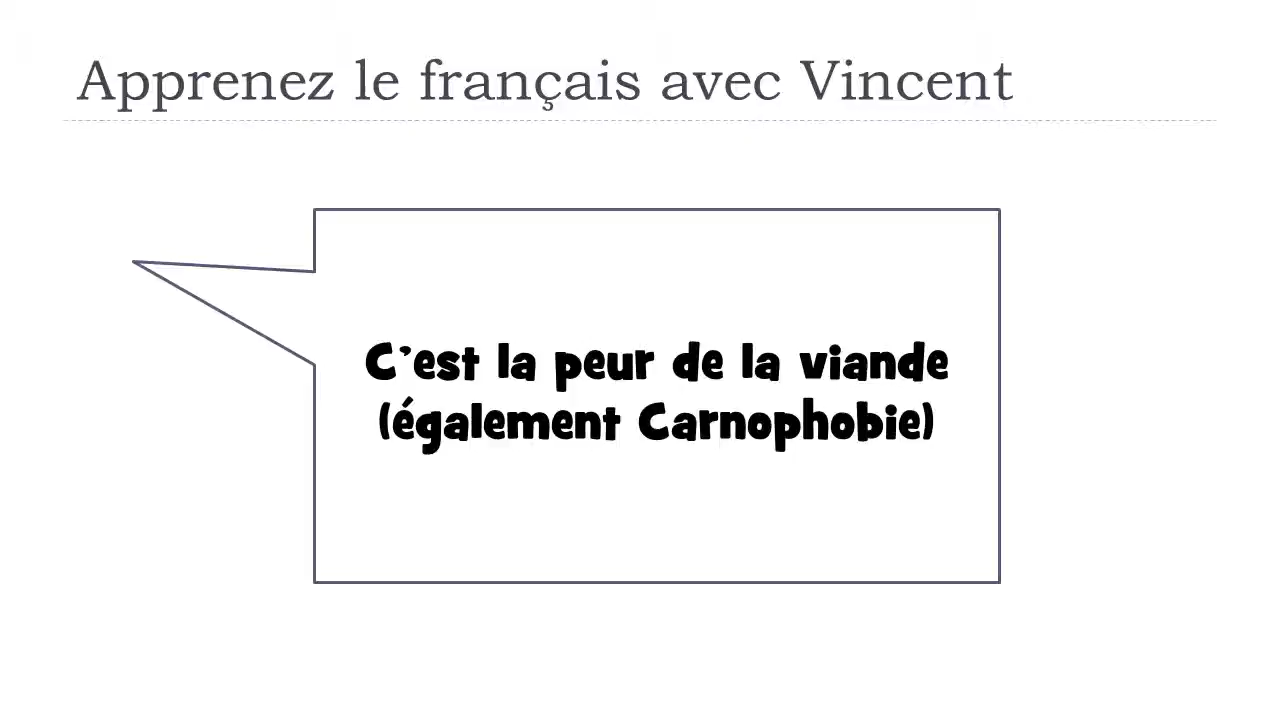 Apprenez le français avec Vincent
C'est la peur de la viande
(également Carnophobie)